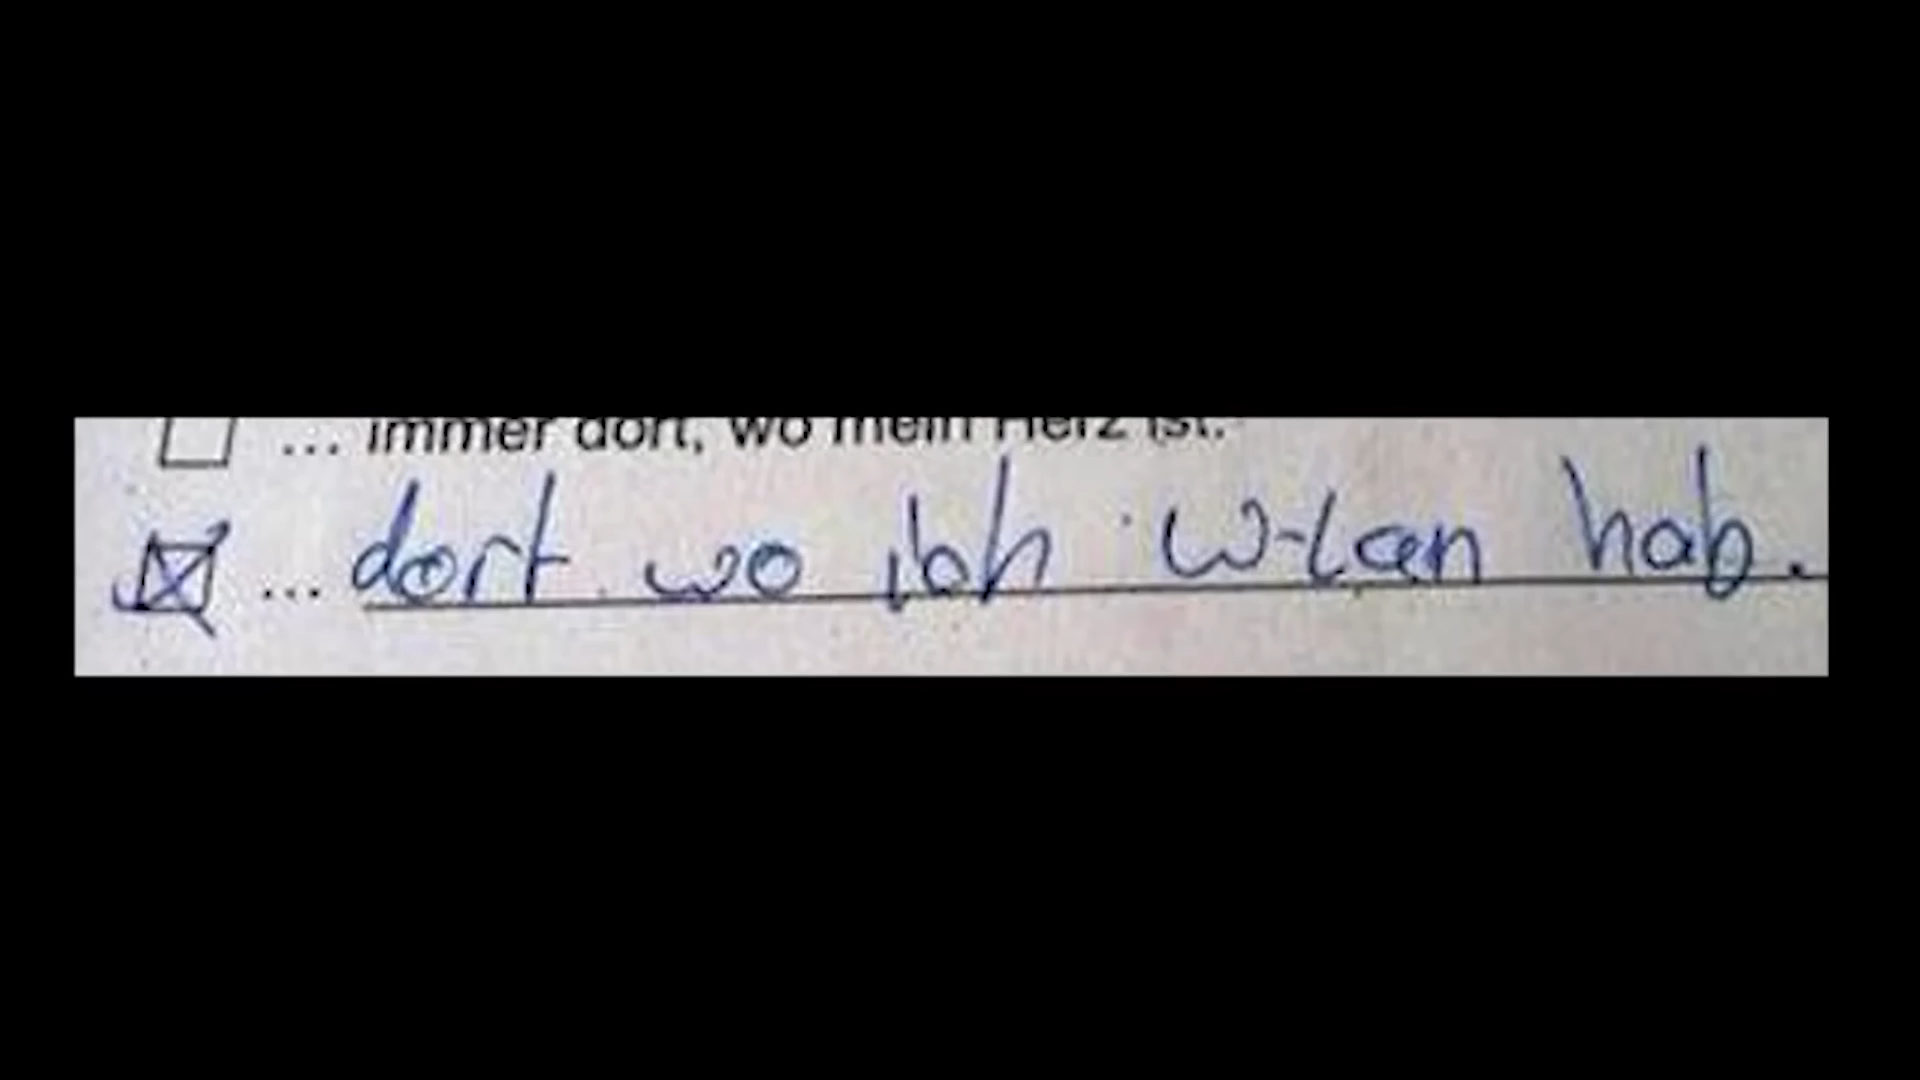 ... immer dort, wo mein Herz ist.
... dort wo ich W-Lan hab.